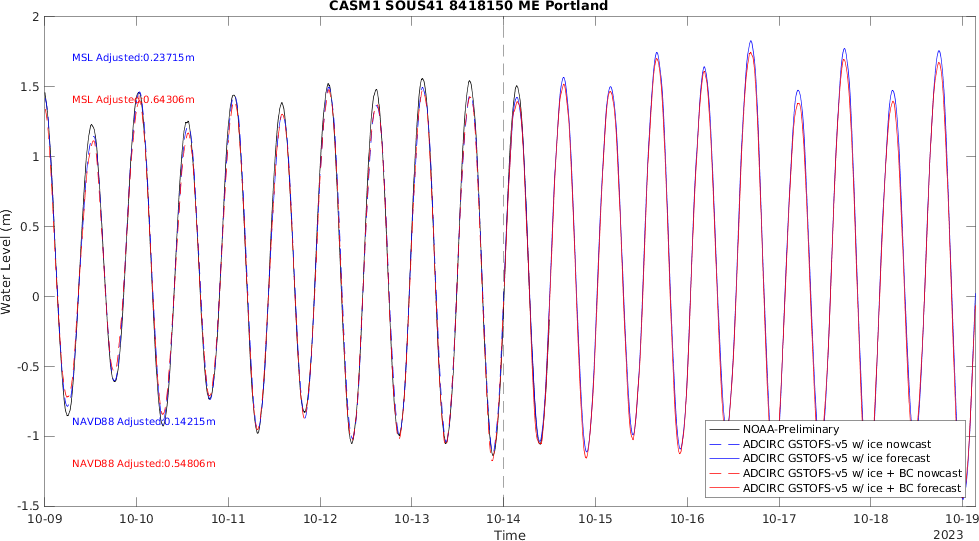 CASM1 SOUS41 8418150 ME Portland
2
1.5
1
0.5
0
-0.5
-1
-1.5
Water Level (m)
MSL Adjusted:0.23715m
MSL Adjusted:0.64306m
NAVD88 Adjusted:0.14215m
NAVD88 Adjusted:0.54806m
NOAA-Preliminary
ADCIRC GSTOFS-v5 w/ ice nowcast
ADCIRC GSTOFS-v5 w/ ice forecast
ADCIRC GSTOFS-v5 w/ ice + BC nowcast
ADCIRC GSTOFS-v5 w/ ice + BC forecast
10-09 10-10 10-11 10-12 10-13 10-14 10-15 10-16 10-17 10-18 10-19
Time
2023